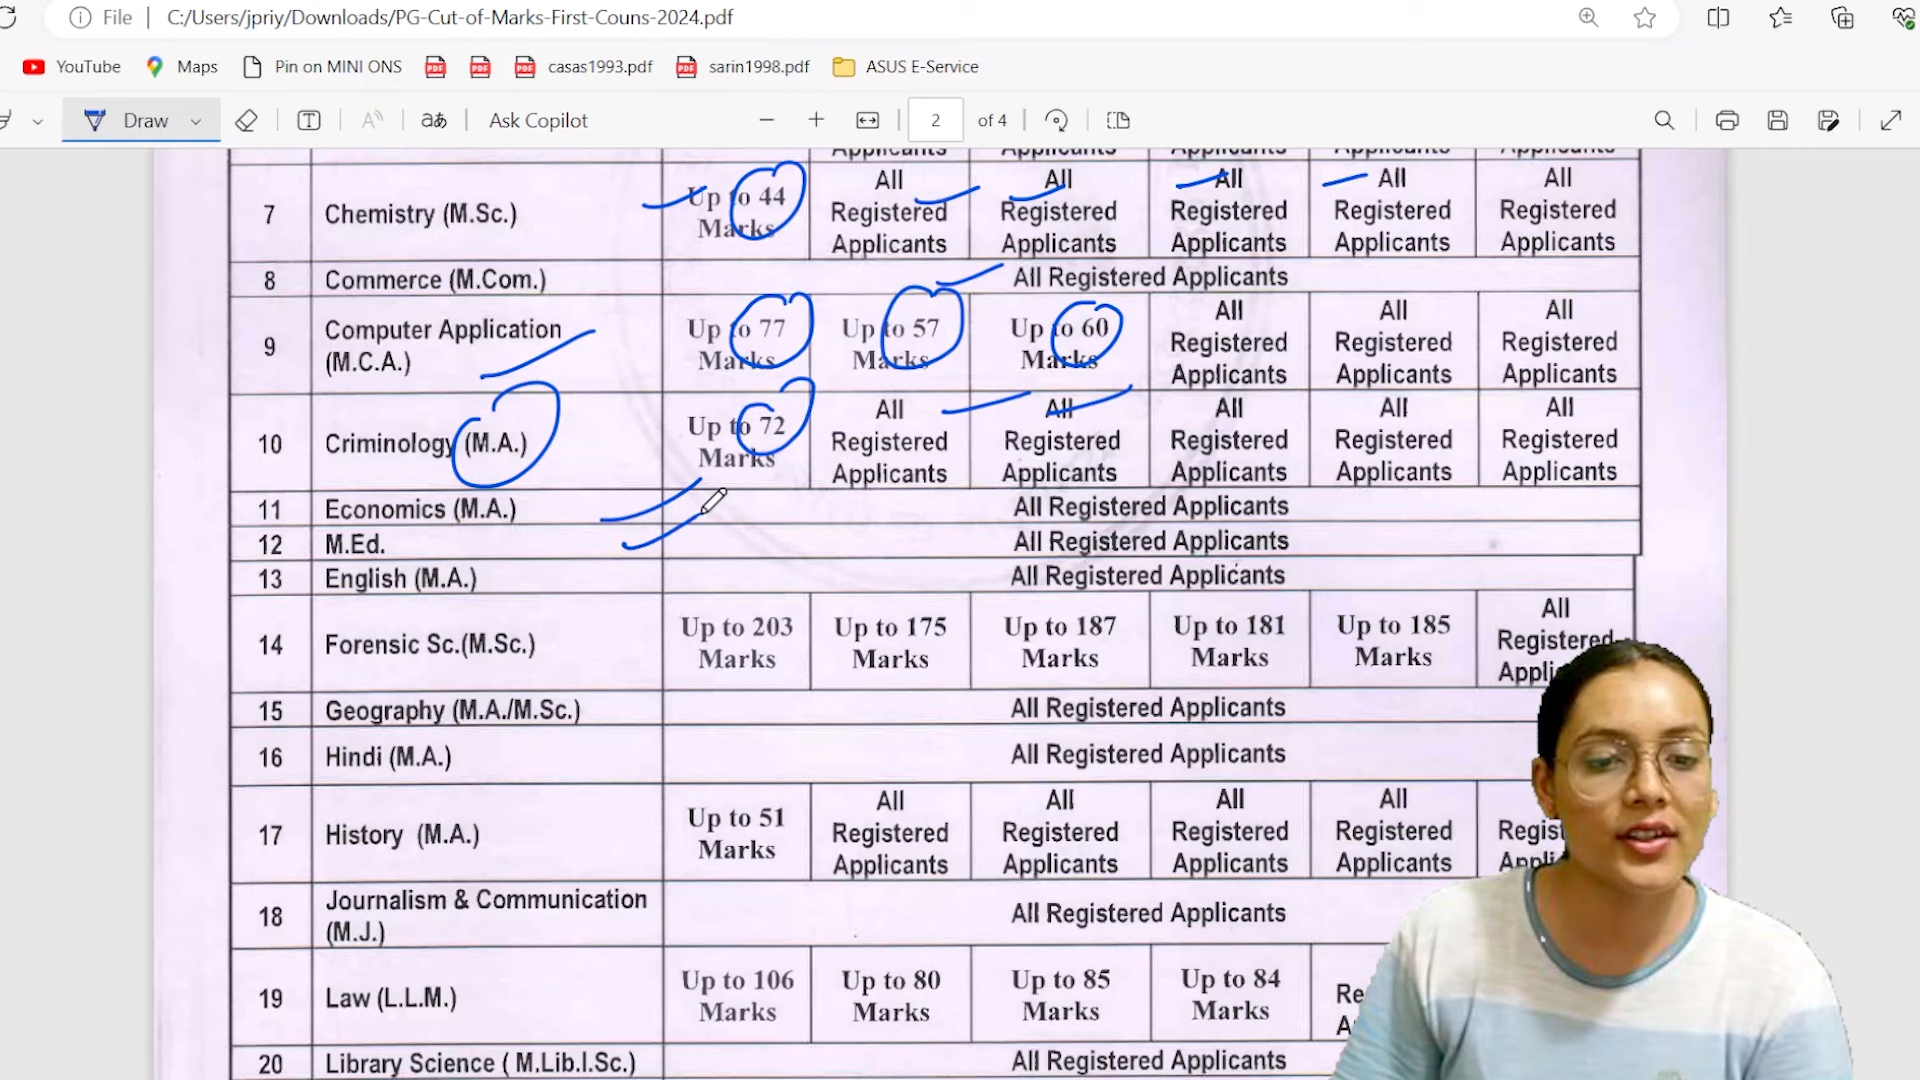 File C:/Users/jpriy/Downloads/PG-Cut-of-Marks-First-Couns-2024.pdf
YouTube Maps Pin on MINI ONS casas1993.pdf sarin1998.pdf ASUS E-Service
Draw aあ Ask Copilot 2 of 4
Applicants Applicants Applicants Applicants Applicants
7 Chemistry (M.Sc.) Up to 44 Marks All Registered Applicants All Registered Applicants All Registered Applicants All Registered Applicants All Registered Applicants
8 Commerce (M.Com.) All Registered Applicants
9 Computer Application (M.C.A.) Up to 77 Marks Up to 57 Marks Up to 60 Marks All Registered Applicants All Registered Applicants All Registered Applicants
10 Criminology (M.A.) Up to 72 Marks All Registered Applicants All Registered Applicants All Registered Applicants All Registered Applicants All Registered Applicants
11 Economics (M.A.) All Registered Applicants
12 M.Ed. All Registered Applicants
13 English (M.A.) All Registered Applicants
14 Forensic Sc.(M.Sc.) Up to 203 Marks Up to 175 Marks Up to 187 Marks Up to 181 Marks Up to 185 Marks All Registered
15 Geography (M.A./M.Sc.) All Registered Applicants
16 Hindi (M.A.) All Registered Applicants
17 History (M.A.) Up to 51 Marks All Registered Applicants All Registered Applicants All Registered Applicants All Registered Applicants
18 Journalism & Communication (M.J.) All Registered Applicants
19 Law (L.L.M.) Up to 106 Marks Up to 80 Marks Up to 85 Marks Up to 84 Marks
20 Library Science ( M.Lib.I.Sc.) All Registered Applicants